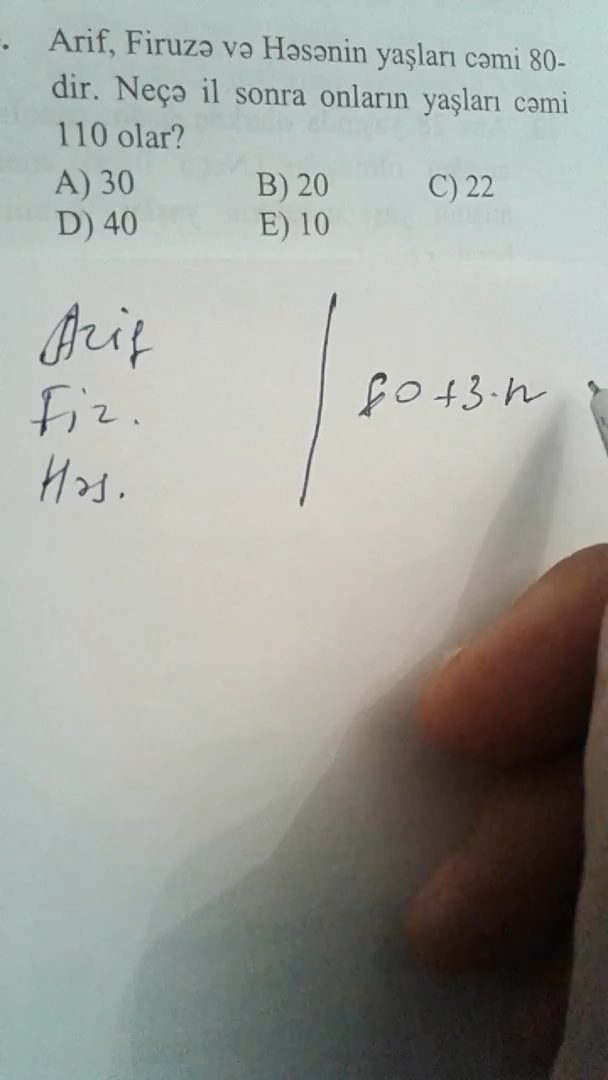 . Arif, Firuzə və Həsənin yaşları cəmi 80-
dir. Neçə il sonra onların yaşları cəmi
110 olar?
A) 30 B) 20 C) 22
D) 40 E) 10
Arif
Fiz.
Həs.
80+3·n